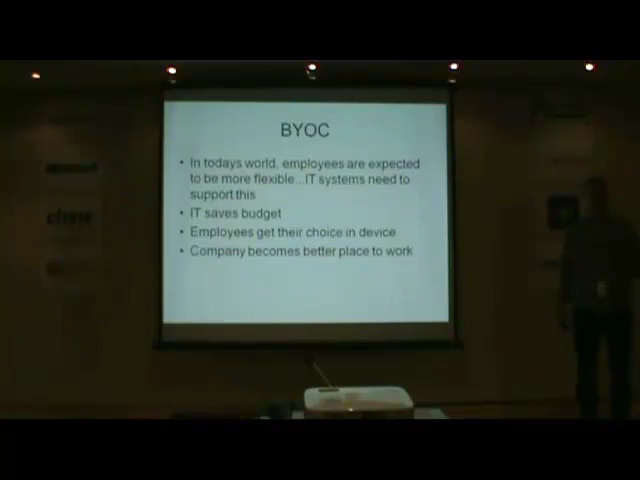 BYOC
• In todays world, employees are expected
to be more flexible...IT systems need to
support this
• IT saves budget
• Employees get their choice in device
• Company becomes better place to work